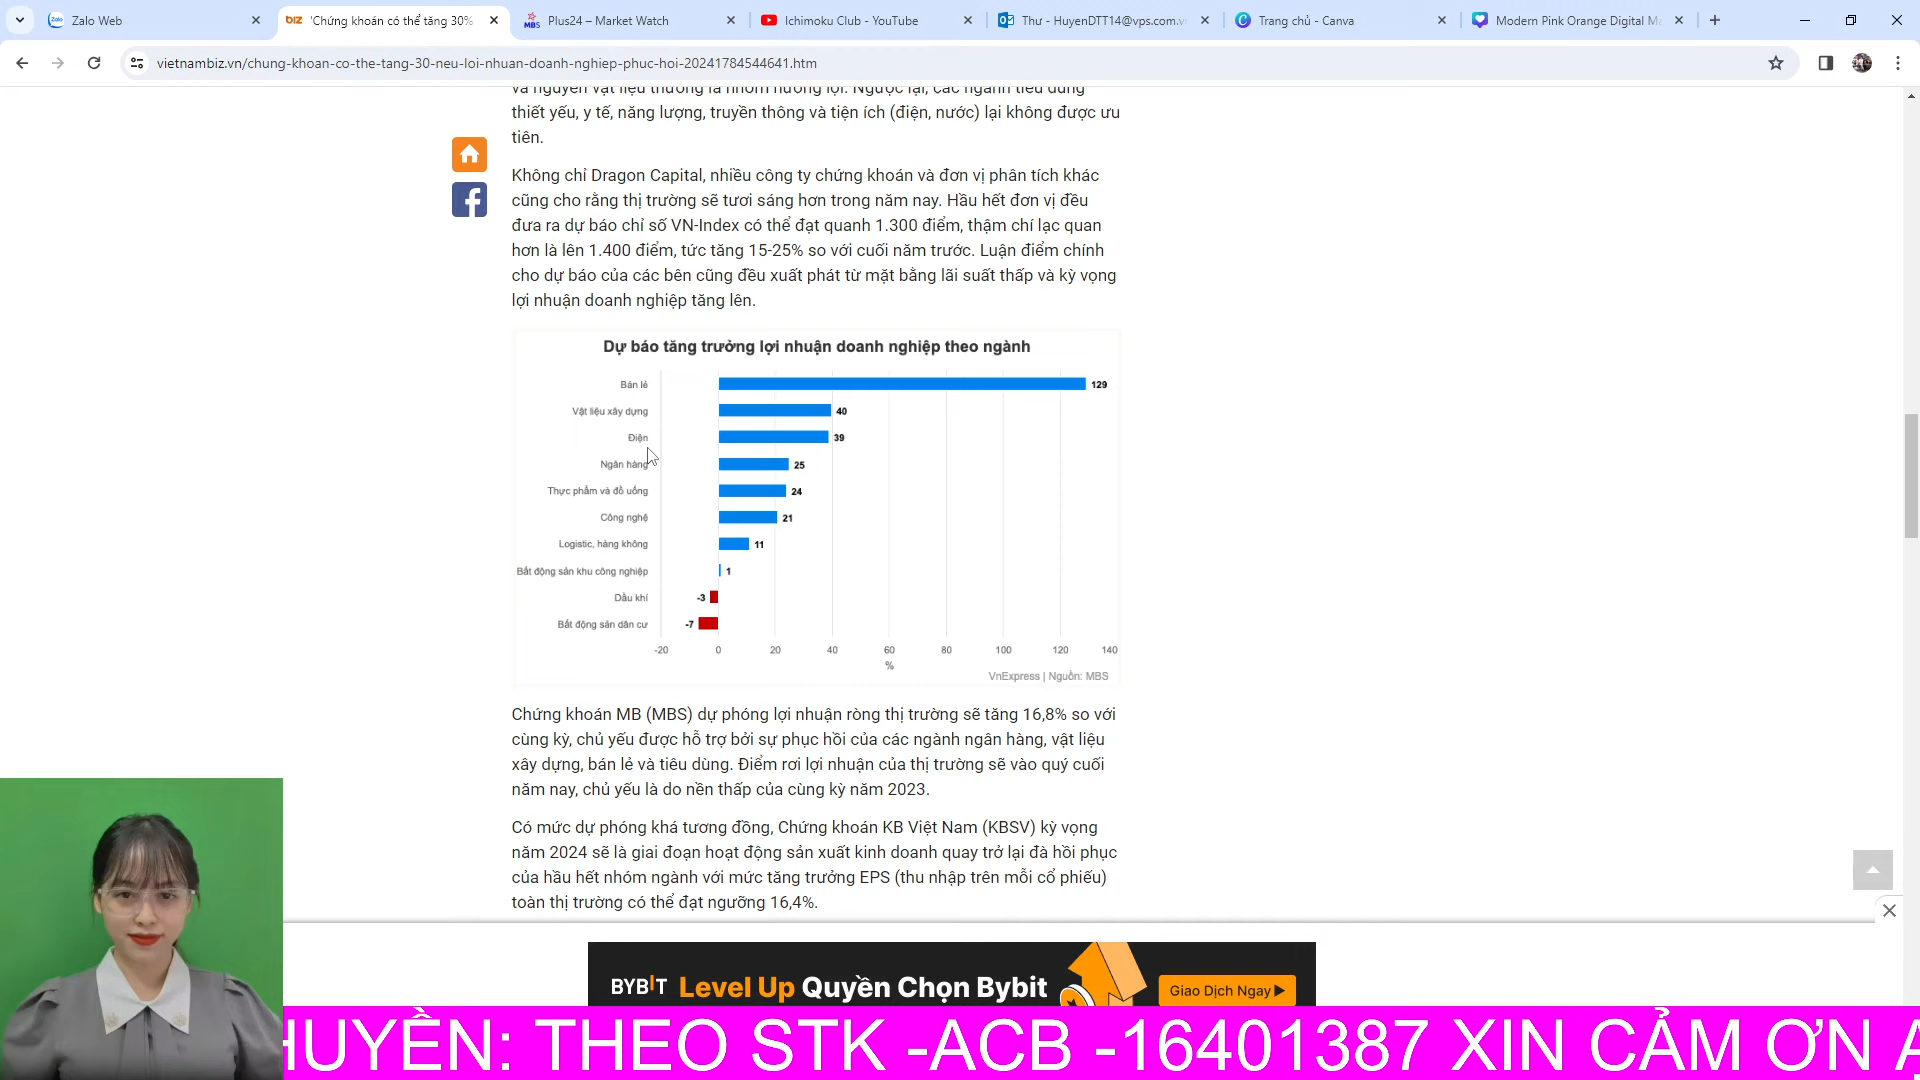 Zalo Web
'Chứng khoán có thể tăng 30%
Plus24 – Market Watch
Ichimoku Club - YouTube
Thư - HuyenDTT14@vps.com.v
Trang chủ - Canva
Modern Pink Orange Digital Ma
vietnambiz.vn/chung-khoan-co-the-tang-30-neu-loi-nhuan-doanh-nghiep-phuc-hoi-20241784544641.htm
và nguyên vật liệu thường là nhóm hưởng lợi. Ngược lại, các ngành tiêu dùng
thiết yếu, y tế, năng lượng, truyền thông và tiện ích (điện, nước) lại không được ưu
tiên.
Không chỉ Dragon Capital, nhiều công ty chứng khoán và đơn vị phân tích khác
cũng cho rằng thị trường sẽ tươi sáng hơn trong năm nay. Hầu hết đơn vị đều
đưa ra dự báo chỉ số VN-Index có thể đạt quanh 1.300 điểm, thậm chí lạc quan
hơn là lên 1.400 điểm, tức tăng 15-25% so với cuối năm trước. Luận điểm chính
cho dự báo của các bên cũng đều xuất phát từ mặt bằng lãi suất thấp và kỳ vọng
lợi nhuận doanh nghiệp tăng lên.
Dự báo tăng trưởng lợi nhuận doanh nghiệp theo ngành
Bán lẻ 129
Vật liệu xây dựng 40
Điện 39
Ngân hàng 25
Thực phẩm và đồ uống 24
Công nghệ 21
Logistic, hàng không 11
Bất động sản khu công nghiệp 1
Dầu khí -3
Bất động sản dân cư -7
-20 0 20 40 60 80 100 120 140
%
VnExpress | Nguồn: MBS
Chứng khoán MB (MBS) dự phóng lợi nhuận ròng thị trường sẽ tăng 16,8% so với
cùng kỳ, chủ yếu được hỗ trợ bởi sự phục hồi của các ngành ngân hàng, vật liệu
xây dựng, bán lẻ và tiêu dùng. Điểm rơi lợi nhuận của thị trường sẽ vào quý cuối
năm nay, chủ yếu là do nền thấp của cùng kỳ năm 2023.
Có mức dự phóng khá tương đồng, Chứng khoán KB Việt Nam (KBSV) kỳ vọng
năm 2024 sẽ là giai đoạn hoạt động sản xuất kinh doanh quay trở lại đà hồi phục
của hầu hết nhóm ngành với mức tăng trưởng EPS (thu nhập trên mỗi cổ phiếu)
toàn thị trường có thể đạt ngưỡng 16,4%.
BYBIT Level Up Quyền Chọn Bybit
Giao Dịch Ngay
HUYỀN: THEO STK -ACB -16401387 XIN CẢM ƠN Ạ